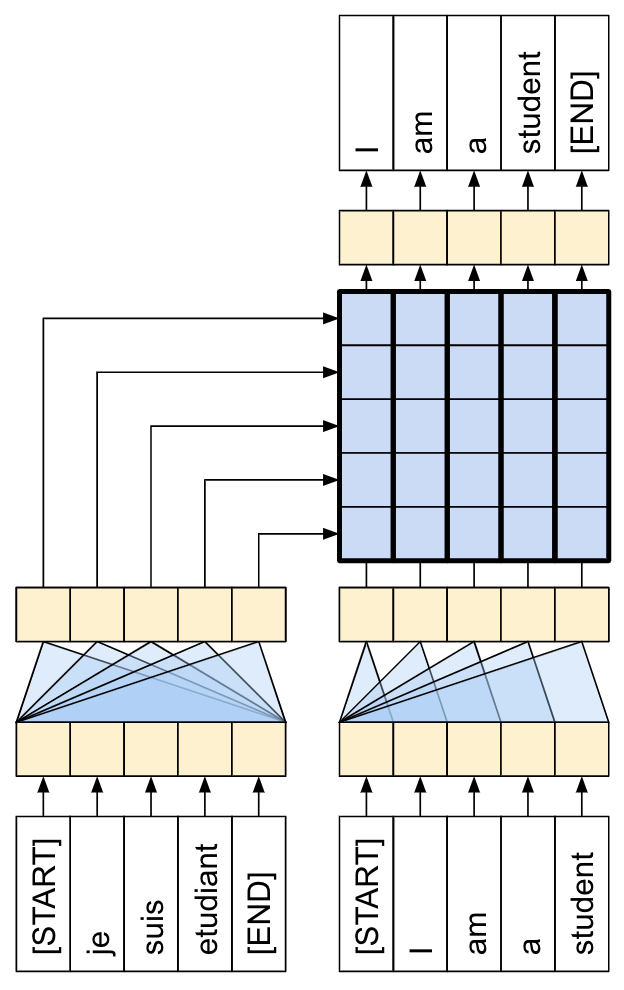 I
am
a
student
[END]
[START]
je
suis
etudiant
[END]
[START]
I
am
a
student